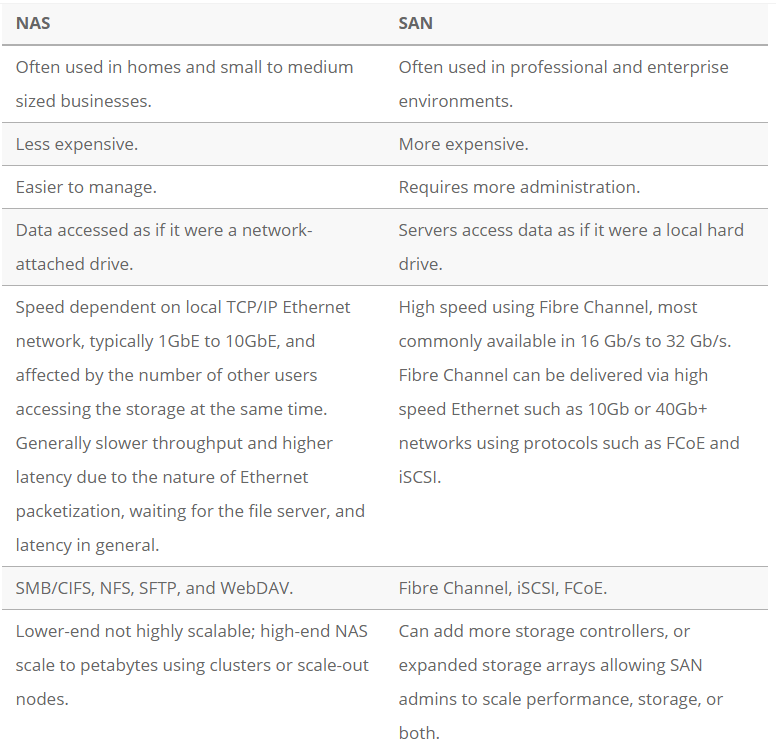 NAS
SAN
Often used in homes and small to medium
sized businesses.
Often used in professional and enterprise
environments.
Less expensive.
More expensive.
Easier to manage.
Requires more administration.
Data accessed as if it were a network-
attached drive.
Servers access data as if it were a local hard
drive.
Speed dependent on local TCP/IP Ethernet
network, typically 1GbE to 10GbE, and
affected by the number of other users
accessing the storage at the same time.
Generally slower throughput and higher
latency due to the nature of Ethernet
packetization, waiting for the file server, and
latency in general.
High speed using Fibre Channel, most
commonly available in 16 Gb/s to 32 Gb/s.
Fibre Channel can be delivered via high
speed Ethernet such as 10Gb or 40Gb+
networks using protocols such as FCoE and
iSCSI.
SMB/CIFS, NFS, SFTP, and WebDAV.
Fibre Channel, iSCSI, FCoE.
Lower-end not highly scalable; high-end NAS
scale to petabytes using clusters or scale-out
nodes.
Can add more storage controllers, or
expanded storage arrays allowing SAN
admins to scale performance, storage, or
both.